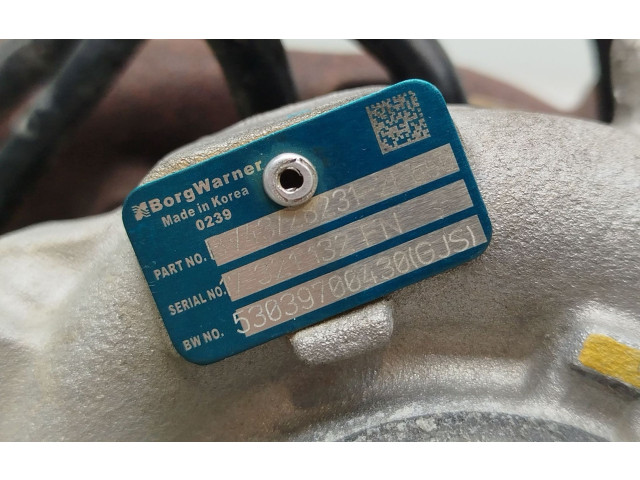 BorgWarner
Made in Korea
0239
PART NO.
SERIAL NO.
BW NO. 53039700430(GJS)